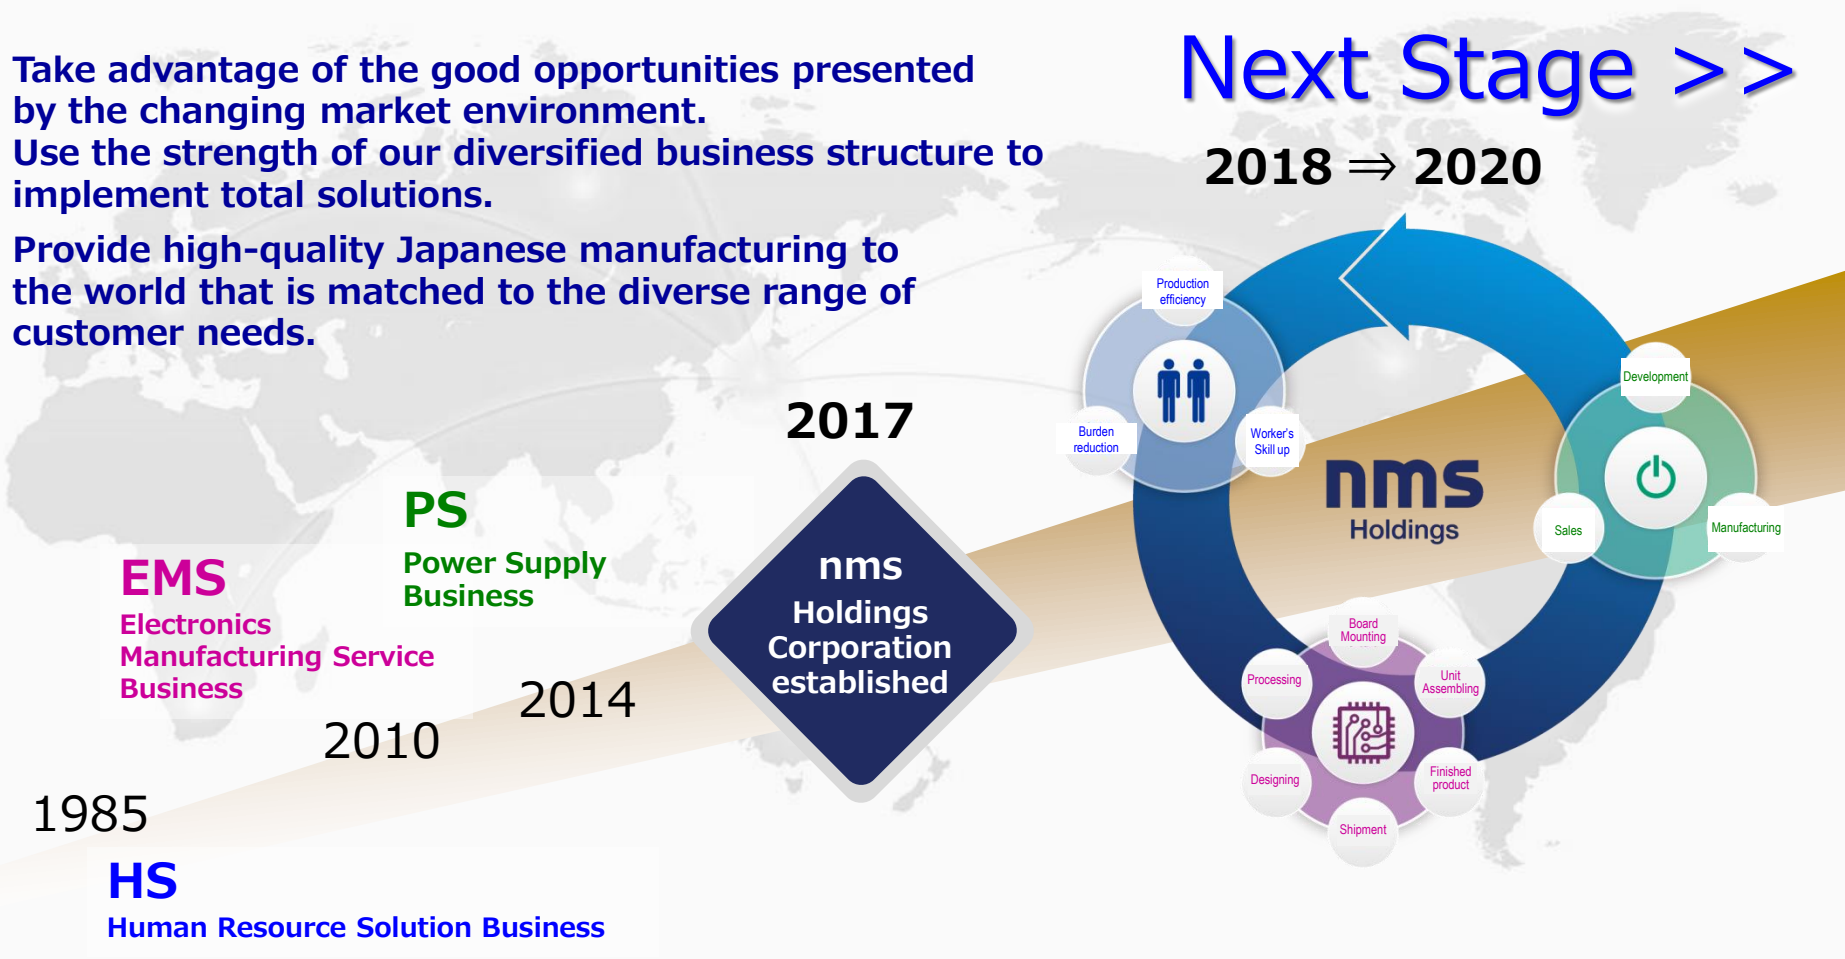 Take advantage of the good opportunities presented
by the changing market environment.
Use the strength of our diversified business structure to
implement total solutions.
Provide high-quality Japanese manufacturing to
the world that is matched to the diverse range of
customer needs.
Next Stage >>
2018 ⇒ 2020
1985
HS
Human Resource Solution Business
EMS
Electronics
Manufacturing Service
Business
2010
PS
Power Supply
Business
2014
2017
nms
Holdings
Corporation
established
Production
efficiency
Burden
reduction
Worker's
Skill up
nms
Holdings
Development
Sales
Manufacturing
Board
Mounting
Processing
Unit
Assembling
Designing
Finished
product
Shipment